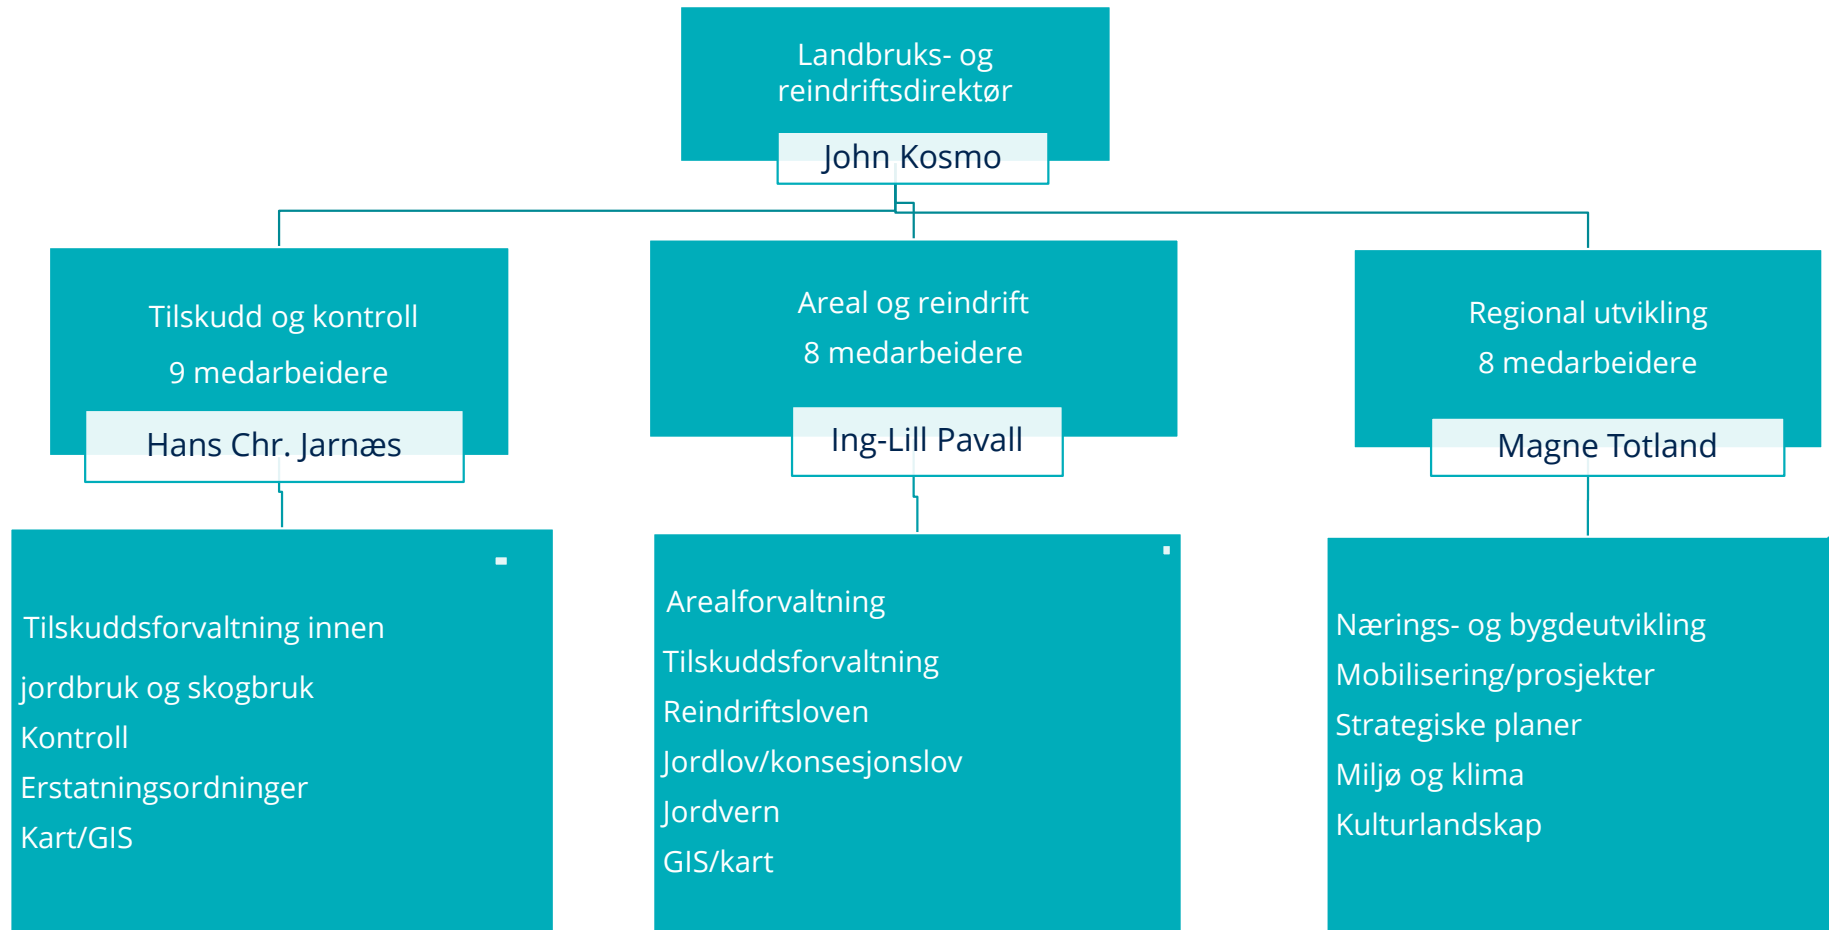 Landbruks- og
reindriftsdirektør
John Kosmo
Tilskudd og kontroll
9 medarbeidere
Hans Chr. Jarnæs
Areal og reindrift
8 medarbeidere
Ing-Lill Pavall
Regional utvikling
8 medarbeidere
Magne Totland
Tilskuddsforvaltning innen
jordbruk og skogbruk
Kontroll
Erstatningsordninger
Kart/GIS
Arealforvaltning
Tilskuddsforvaltning
Reindriftsloven
Jordlov/konsesjonslov
Jordvern
GIS/kart
Nærings- og bygdeutvikling
Mobilisering/prosjekter
Strategiske planer
Miljø og klima
Kulturlandskap